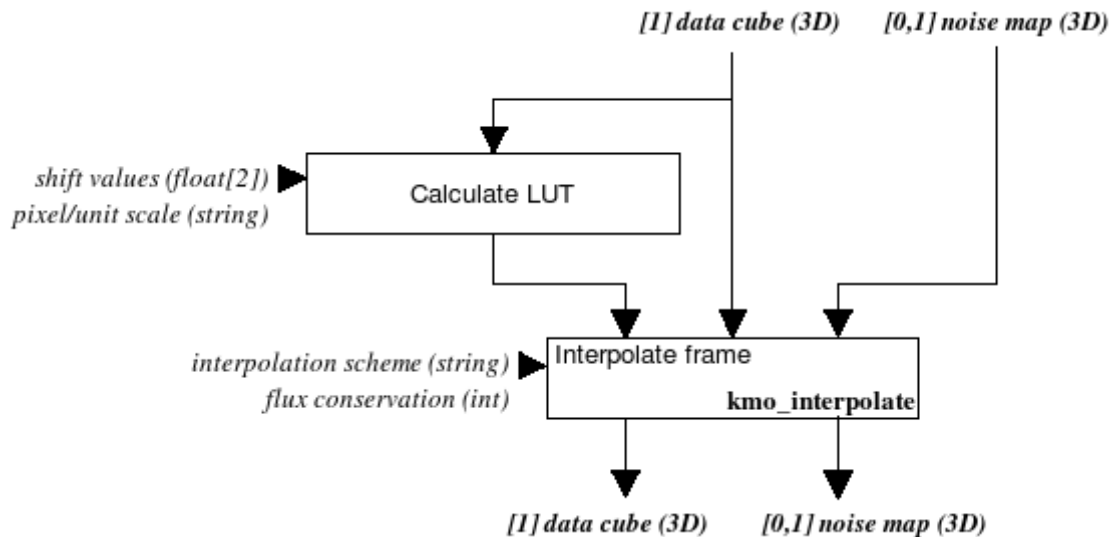 [1] data cube (3D) [0,1] noise map (3D)
shift values (float[2])
Calculate LUT
pixel/unit scale (string)
Interpolate frame
interpolation scheme (string)
flux conservation (int)
kmo_interpolate
[1] data cube (3D) [0,1] noise map (3D)